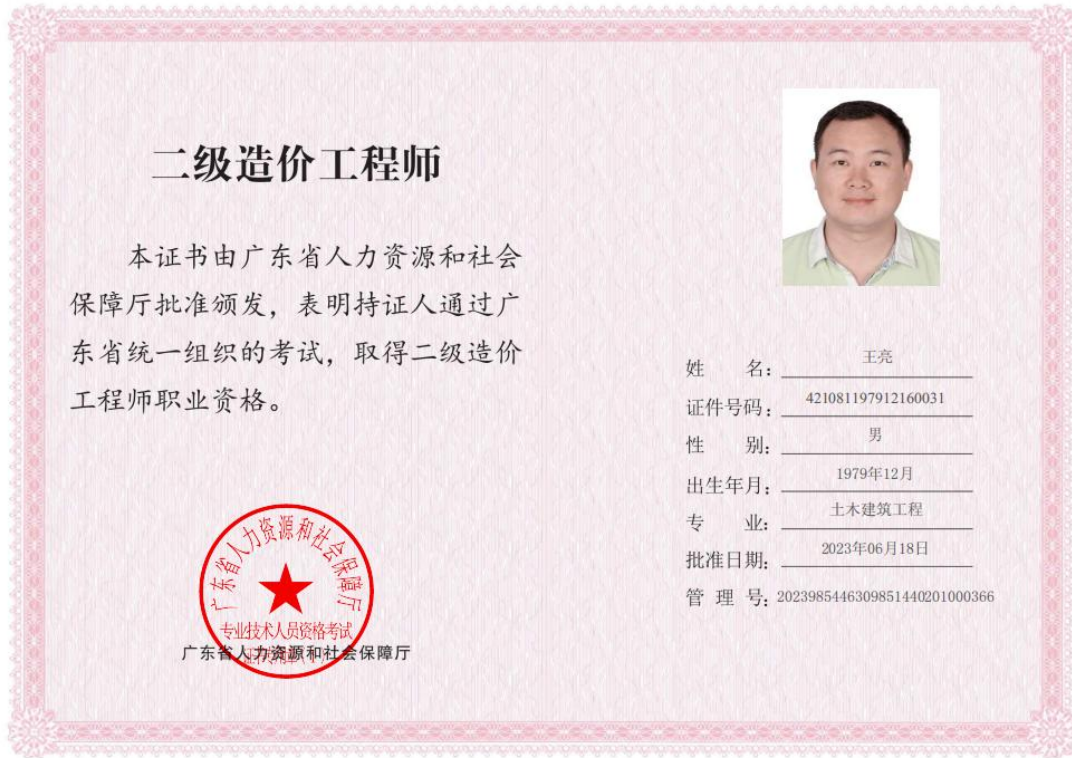 二级造价工程师
本证书由广东省人力资源和社会
保障厅批准颁发，表明持证人通过广
东省统一组织的考试，取得二级造价
工程师职业资格。
广东省人力资源和社会保障厅
专业技术人员资格考试
广东省人力资源和社会保障厅
姓 名：王亮
证件号码：421081197912160031
性 别：男
出生年月：1979年12月
专 业：土木建筑工程
批准日期：2023年06月18日
管 理 号：2023985446309851440201000366